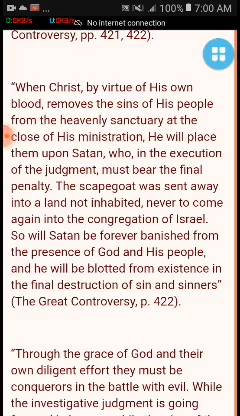 0:0KB/s U:0KB/s 100% 7:00 AM
No internet connection
Controversy, pp. 421, 422).
“When Christ, by virtue of His own
blood, removes the sins of His people
from the heavenly sanctuary at the
close of His ministration, He will place
them upon Satan, who, in the execution
of the judgment, must bear the final
penalty. The scapegoat was sent away
into a land not inhabited, never to come
again into the congregation of Israel.
So will Satan be forever banished from
the presence of God and His people,
and he will be blotted from existence in
the final destruction of sin and sinners”
(The Great Controversy, p. 422).
“Through the grace of God and their
own diligent effort they must be
conquerors in the battle with evil. While
the investigative judgment is going